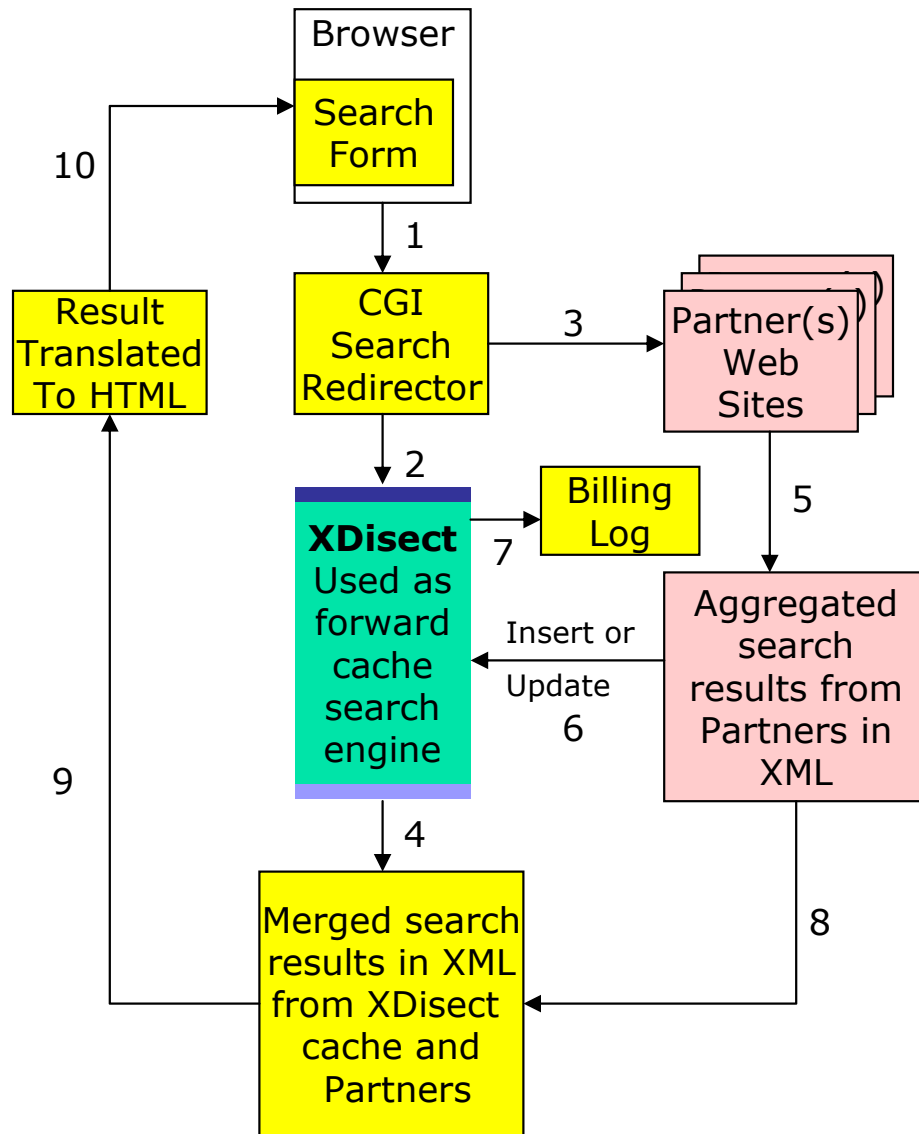 Browser
Search
Form
10
1
CGI
Search
Redirector
3
Partner(s)
Web
Sites
Result
Translated
To HTML
2
5
Billing
Log
7
XDisect
Used as
forward
cache
search
engine
Insert or
Update
6
Aggregated
search
results from
Partners in
XML
9
4
8
Merged search
results in XML
from XDisect
cache and
Partners